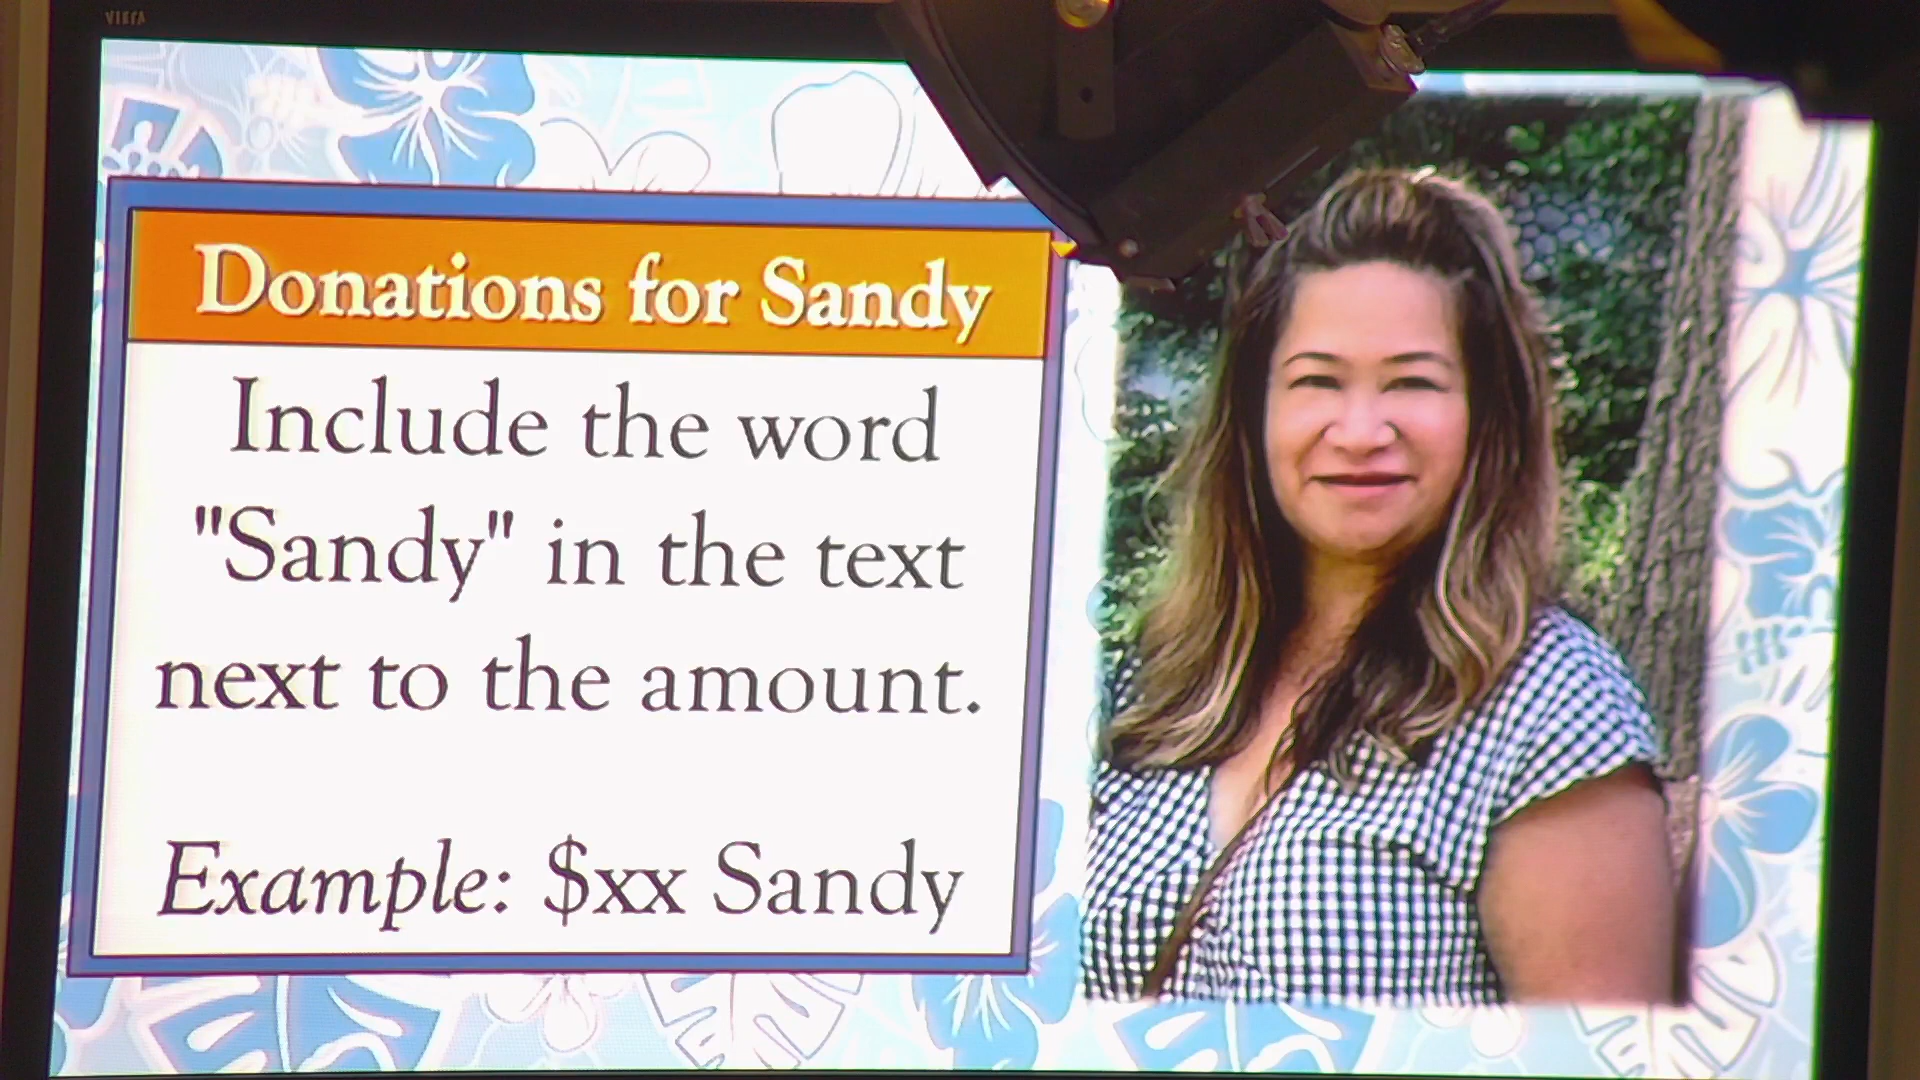 VIERA
Donations for Sandy
Include the word
"Sandy" in the text
next to the amount.
Example: $xx Sandy